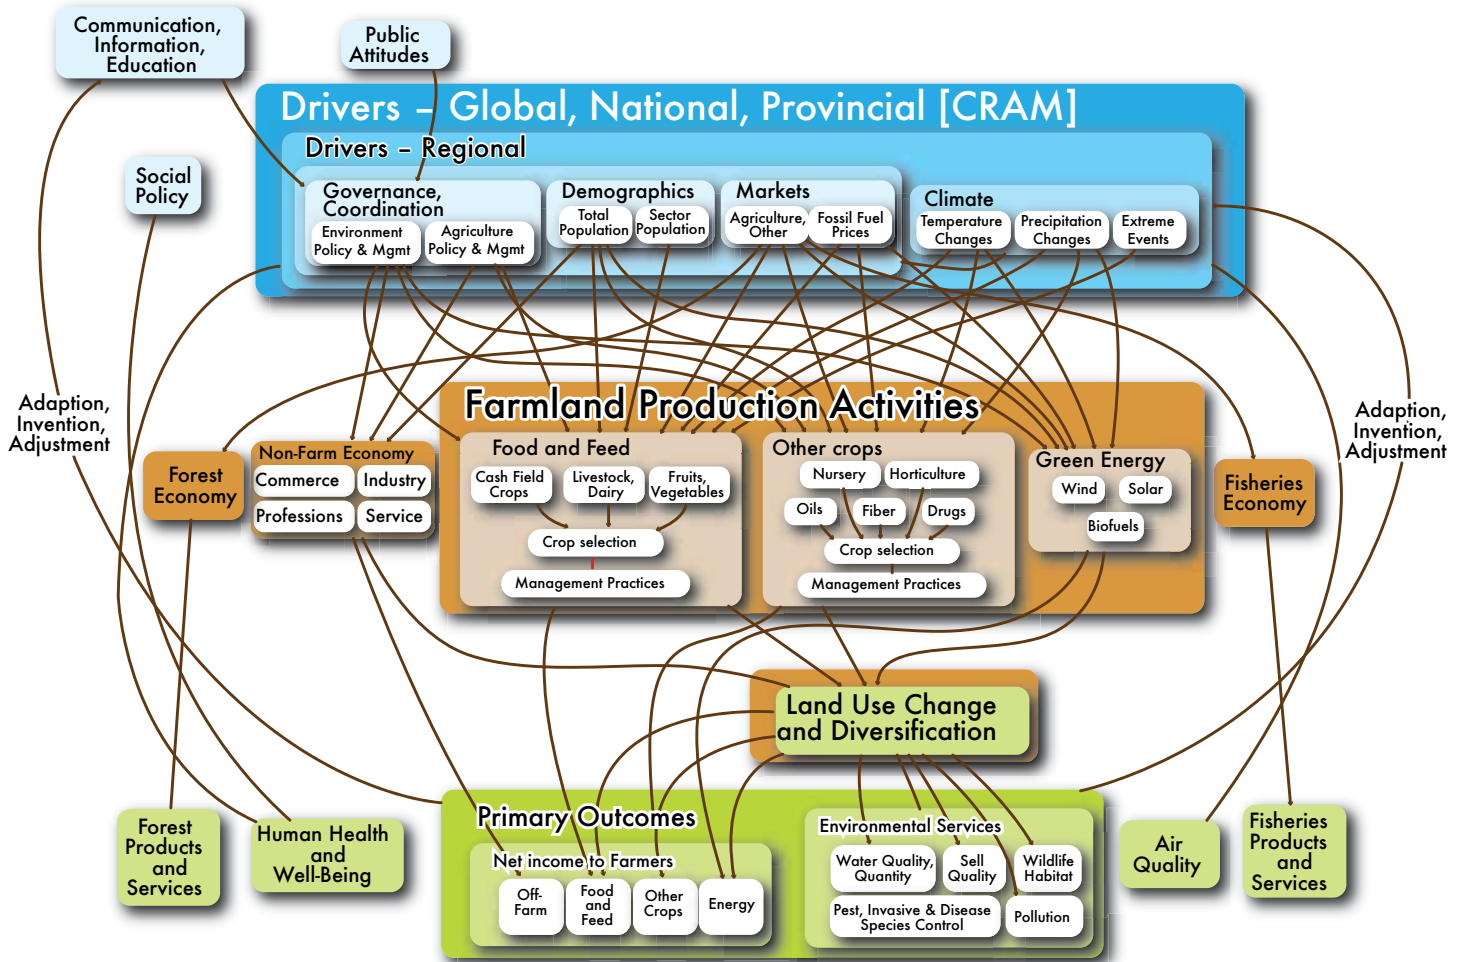 Communication,
Information,
Education
Public
Attitudes
Drivers – Global, National, Provincial [CRAM]
Drivers – Regional
Social
Policy
Governance,
Coordination
Environment
Policy & Mgmt
Agriculture
Policy & Mgmt
Demographics
Total
Population
Sector
Population
Markets
Agriculture,
Other
Fossil Fuel
Prices
Climate
Temperature
Changes
Precipitation
Changes
Extreme
Events
Adaption,
Invention,
Adjustment
Adaption,
Invention,
Adjustment
Farmland Production Activities
Forest
Economy
Non-Farm Economy
Commerce
Industry
Professions
Service
Food and Feed
Cash Field
Crops
Livestock,
Dairy
Fruits,
Vegetables
Crop selection
Management Practices
Other crops
Nursery
Horticulture
Oils
Fiber
Drugs
Crop selection
Management Practices
Green Energy
Wind
Solar
Biofuels
Fisheries
Economy
Land Use Change
and Diversification
Primary Outcomes
Net income to Farmers
Off-
Farm
Food
and
Feed
Other
Crops
Energy
Environmental Services
Water Quality,
Quantity
Sell
Quality
Wildlife
Habitat
Pest, Invasive & Disease
Species Control
Pollution
Forest
Products
and
Services
Human Health
and
Well-Being
Air
Quality
Fisheries
Products
and
Services